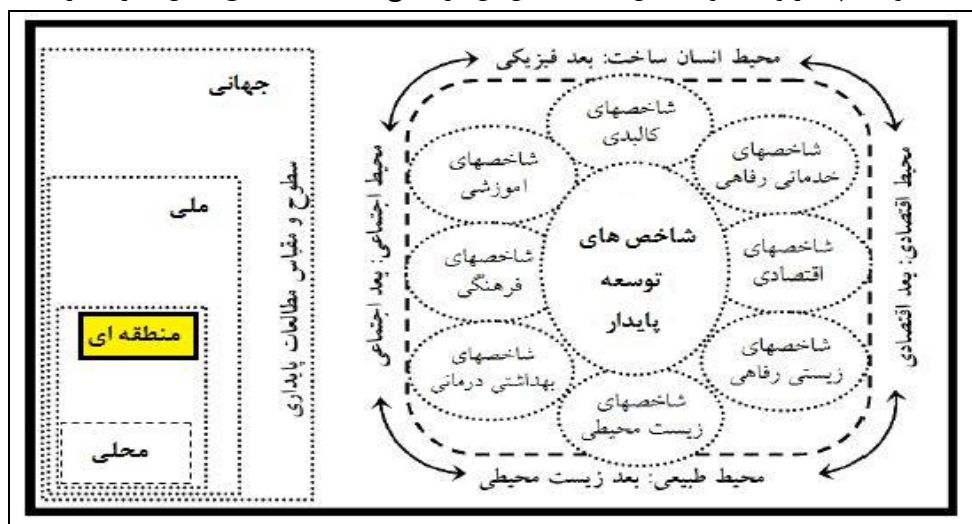 محیط انسان ساخت: بعد فیزیکی
شاخصهای
کالبدی
شاخصهای
خدماتی رفاهی
شاخصهای
اقتصادی
شاخصهای
زیستی رفاهی
شاخصهای
زیست محیطی
شاخصهای
بهداشتی درمانی
شاخصهای
فرهنگی
شاخصهای
اموزشی
شاخص های
توسعه
پایدار
محیط اقتصادی: بعد اقتصادی
محیط اجتماعی: بعد اجتماعی
محیط طبیعی: بعد زیست محیطی
سطوح و مقیاس مطالعات پایداری
جهانی
ملی
منطقه ای
محلی